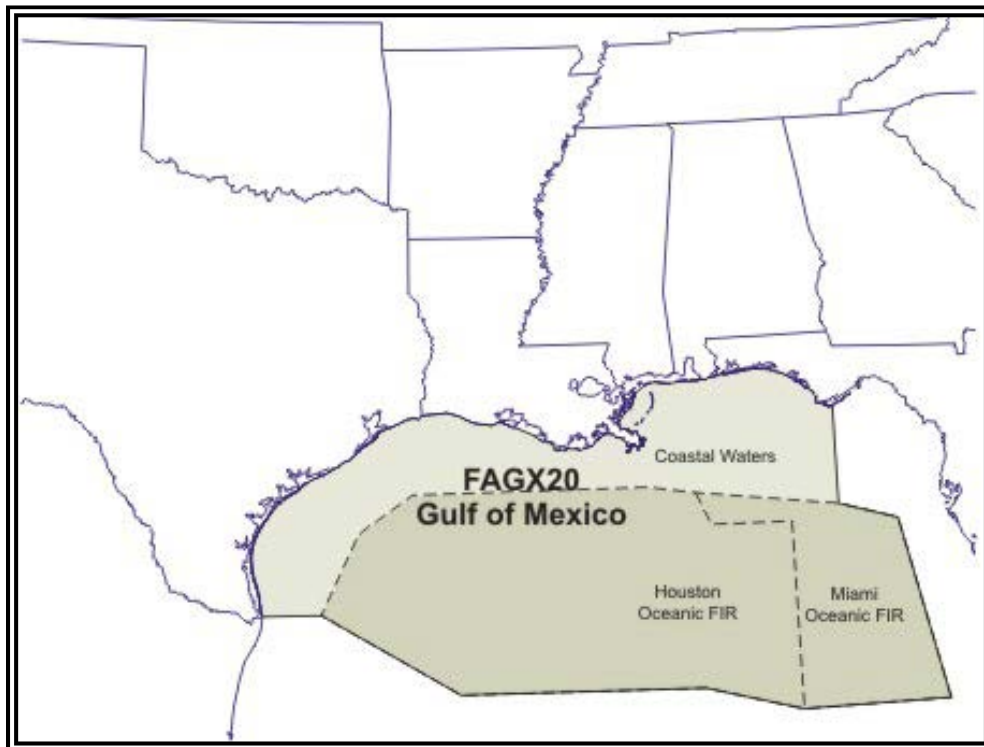 Coastal Waters
FAGX20
Gulf of Mexico
Houston
Oceanic FIR
Miami
Oceanic FIR